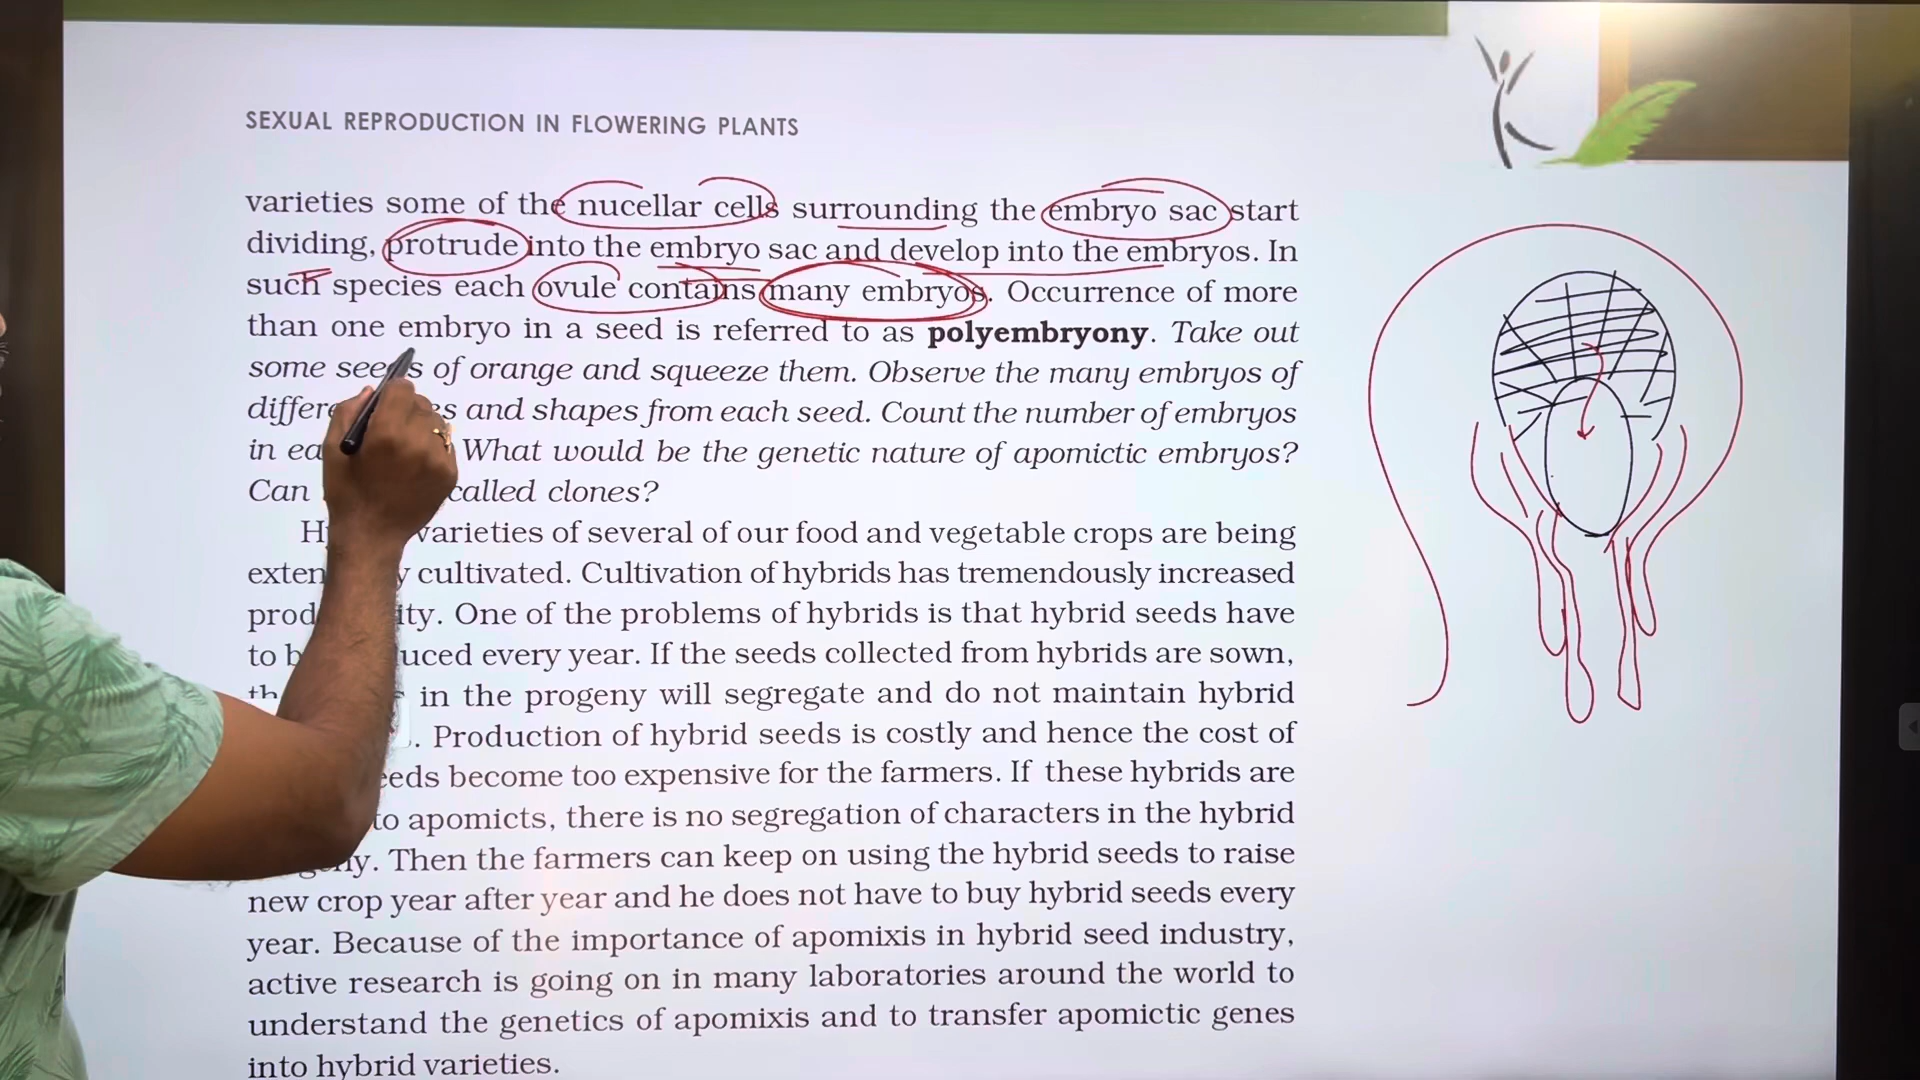 SEXUAL REPRODUCTION IN FLOWERING PLANTS
varieties some of the nucellar cells surrounding the embryo sac start
dividing, protrude into the embryo sac and develop into the embryos. In
such species each ovule contains many embryos. Occurrence of more
than one embryo in a seed is referred to as polyembryony. Take out
some seeds of orange and squeeze them. Observe the many embryos of
and shapes from each seed. Count the number of embryos
in What would be the genetic nature of apomictic embryos?
Can called clones?
varieties of several of our food and vegetable crops are being
cultivated. Cultivation of hybrids has tremendously increased
One of the problems of hybrids is that hybrid seeds have
to every year. If the seeds collected from hybrids are sown,
in the progeny will segregate and do not maintain hybrid
. Production of hybrid seeds is costly and hence the cost of
become too expensive for the farmers. If these hybrids are
to apomicts, there is no segregation of characters in the hybrid
Then the farmers can keep on using the hybrid seeds to raise
new crop year after year and he does not have to buy hybrid seeds every
year. Because of the importance of apomixis in hybrid seed industry,
active research is going on in many laboratories around the world to
understand the genetics of apomixis and to transfer apomictic genes
into hybrid varieties.